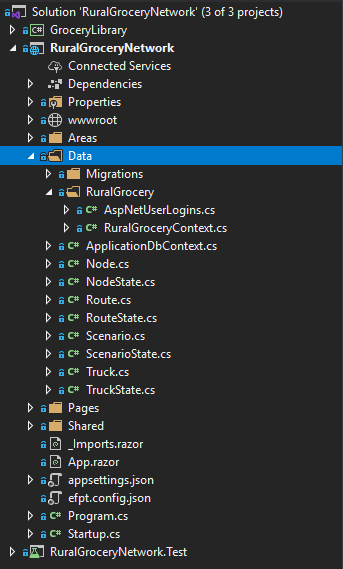 Solution 'RuralGroceryNetwork' (3 of 3 projects)
C# GroceryLibrary
RuralGroceryNetwork
Connected Services
Dependencies
Properties
wwwroot
Areas
Data
Migrations
RuralGrocery
C# AspNetUserLogins.cs
C# RuralGroceryContext.cs
C# ApplicationDbContext.cs
C# Node.cs
C# NodeState.cs
C# Route.cs
C# RouteState.cs
C# Scenario.cs
C# ScenarioState.cs
C# Truck.cs
C# TruckState.cs
Pages
Shared
_Imports.razor
App.razor
appsettings.json
efpt.config.json
C# Program.cs
C# Startup.cs
RuralGroceryNetwork.Test